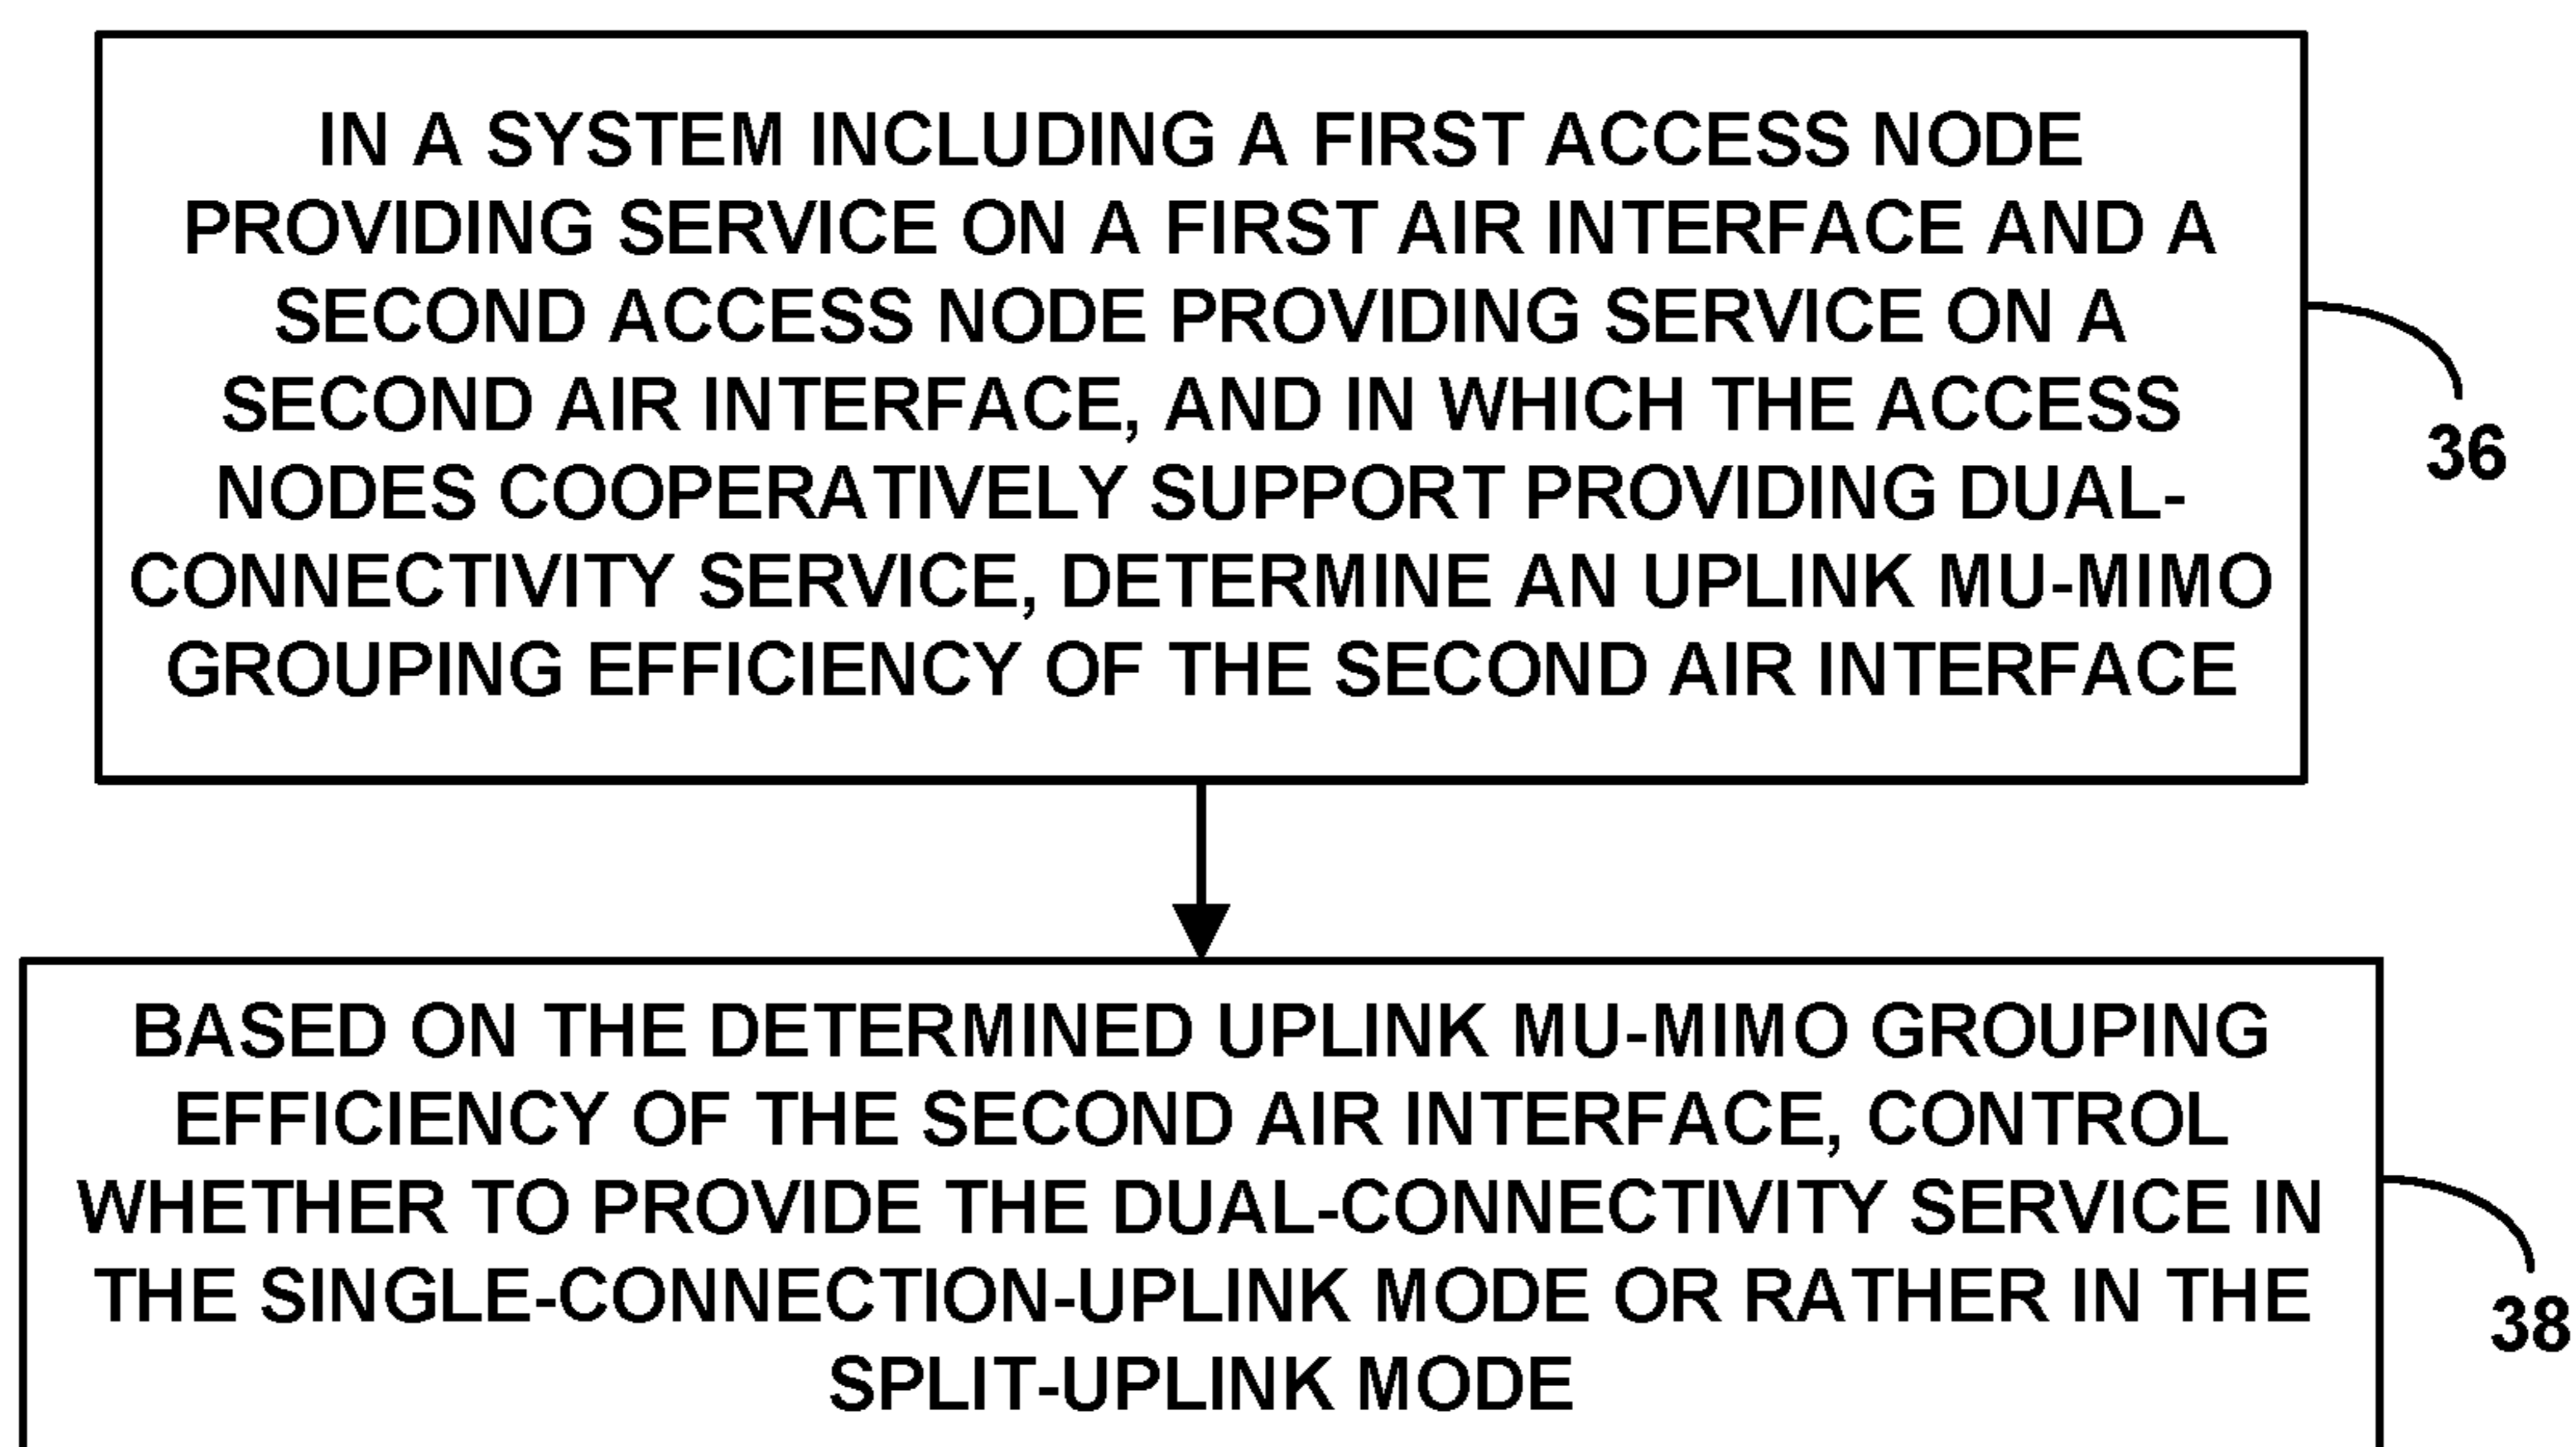 IN A SYSTEM INCLUDING A FIRST ACCESS NODE
PROVIDING SERVICE ON A FIRST AIR INTERFACE AND A
SECOND ACCESS NODE PROVIDING SERVICE ON A
SECOND AIR INTERFACE, AND IN WHICH THE ACCESS
NODES COOPERATIVELY SUPPORT PROVIDING DUAL-
CONNECTIVITY SERVICE, DETERMINE AN UPLINK MU-MIMO
GROUPING EFFICIENCY OF THE SECOND AIR INTERFACE
36
BASED ON THE DETERMINED UPLINK MU-MIMO GROUPING
EFFICIENCY OF THE SECOND AIR INTERFACE, CONTROL
WHETHER TO PROVIDE THE DUAL-CONNECTIVITY SERVICE IN
THE SINGLE-CONNECTION-UPLINK MODE OR RATHER IN THE
SPLIT-UPLINK MODE
38